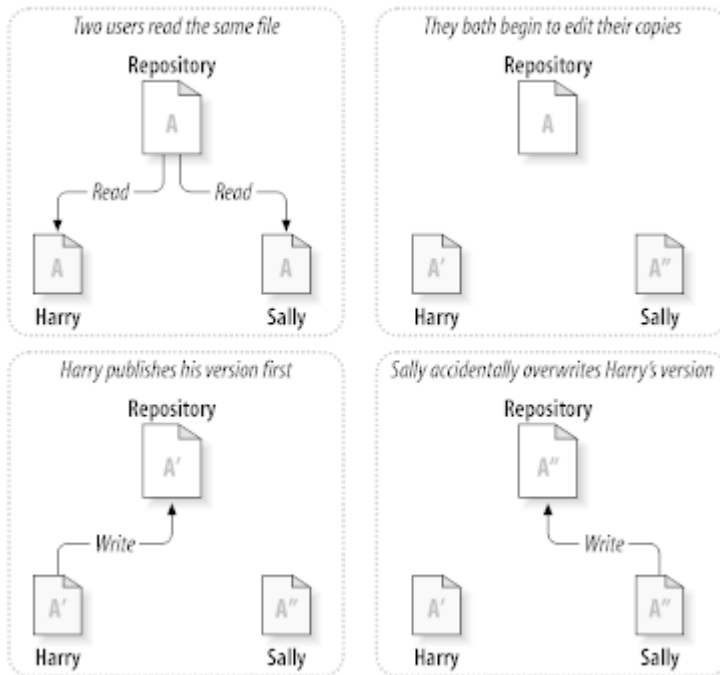 Two users read the same file
Repository
A
Read
Read
A
A
Harry
Sally
They both begin to edit their copies
Repository
A
A'
A"
Harry
Sally
Harry publishes his version first
Repository
A'
Write
A'
A"
Harry
Sally
Sally accidentally overwrites Harry's version
Repository
A"
Write
A'
A"
Harry
Sally